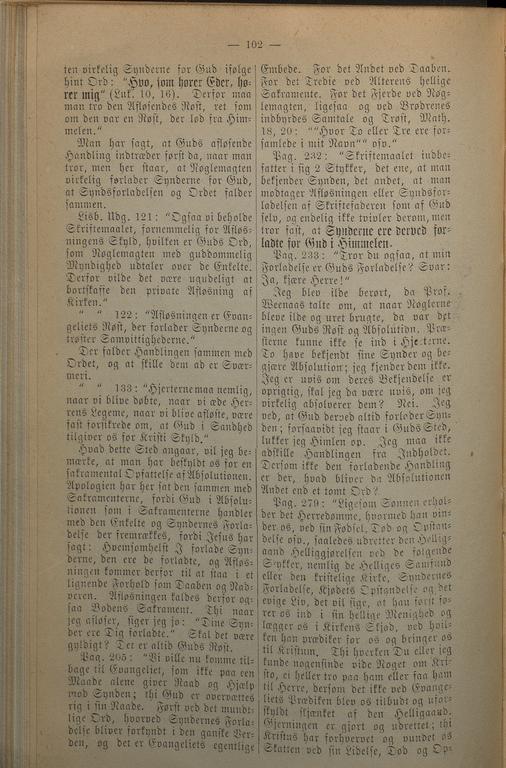 — 102 —
ten virkelig Synderne for Gud ifølge
hint Ord: "Hvo, som hører Eder, hø-
rer mig" (Luk. 10, 16). Derfor maa
man tro den Afløsendes Røst, ret som
om den var en Røst, der lød fra Him-
melen."
Man har sagt, at Guds afløsende
Handling indtræder først da, naar man
tror, men her staar, at Nøglemagten
virkelig forlader Synderne for Gud,
at Syndsforladelsen og Ordet falder
sammen.
Lisb. Udg. 121: "Ogsaa vi beholde
Skriftemaalet, fornemmelig for Afløs-
ningens Skyld, hvilken er Guds Ord,
som Nøglemagten med guddommelig
Myndighed udtaler over de Enkelte.
Derfor vilde det være ugudeligt at
bortskaffe den private Afløsning af
Kirken."
" " 122: "Afløsningen er Evan-
geliets Røst, der forlader Synderne og
trøster Samvittighederne."
Der falder Handlingen sammen med
Ordet, og at skille dem ad er Svær-
meri.
" " 133: "Hjerterne maa nemlig,
naar vi blive døbte, naar vi æde Her-
rens Legeme, naar vi blive afløste, være
fast forsikrede om, at Gud i Sandhed
tilgiver os for Kristi Skyld."
Hvad dette Sted angaar, vil jeg be-
mærke, at man har beskyldt os for en
sakramental Opfattelse af Absolutionen.
Apologien har her sat den sammen med
Sakramenterne, fordi Gud i Absolu-
tionen som i Sakramenterne handler
med den Enkelte og Syndernes Forla-
delse der fremrækkes, fordi Jesus har
sagt: Hvemsomhelst J forlade Syn-
derne, den ere de forladte, og Afløs-
ningen kommer derfor til at staa i et
lignende Forhold som Daaben og Nad-
veren. Afløsningen kaldes derfor og-
saa Bodens Sakrament. Thi naar
jeg afløser, siger jeg jo: "Dine Syn-
der ere Dig forladte." Skal det være
gyldigt? Det er altid Guds Røst.
Pag. 205: "Vi ville nu komme til-
bage til Evangeliet, som ikke paa een
Maade alene giver Raad og Hjælp
mod Synden; thi Gud er overvættes
rig i sin Naade. Først ved det mundt-
lige Ord, hvorved Syndernes Forla-
delse bliver forkyndt i den ganske Ver-
den, og det er Evangeliets egentlige
Embede. For det Andet ved Daaben.
For det Tredie ved Alterens hellige
Sakramente. For det Fjerde ved Nøg-
lemagten, ligesaa og ved Brødrenes
indbyrdes Samtale og Trøst, Math.
18, 20: ""Hvor To eller Tre ere for-
samlede i mit Navn"" osv."
Pag. 232: "Skriftemaalet indbe-
fatter i sig 2 Stykker, det ene, at man
bekjender Synden, det andet, at man
modtager Afløsningen eller Syndsfor-
ladelsen af Skriftefaderen som af Gud
selv, og endelig ikke tvivler derom, men
tror fast, at Synderne ere derved for-
ladte for Gud i Himmelen.
Pag. 233: "Tror du ogsaa, at min
Forladelse er Guds Forladelse? Svar:
Ja, kjære Herre!"
Jeg blev ilde berørt, da Prof.
Weenaas talte om, at naar Nøglerne
bleve ilde og uret brugte, da var det
ingen Guds Røst og Absolution. Præ-
sterne kunne ikke se ind i Hjerterne.
To have bekjendt sine Synder og be-
gjære Absolution; jeg kjender dem ikke.
Jeg er uvis om deres Bekjendelse er
oprigtig, skal jeg da være uvis, om jeg
virkelig absolverer dem? Nei. Jeg
ved, at Gud derved altid forlader Syn-
den; forsaavidt jeg staar i Guds Sted,
lukker jeg Himlen op. Jeg maa ikke
adskille Handlingen fra Indholdet.
Dersom ikke den forladende Handling
er der, hvad bliver da Absolutionen
Andet end et tomt Ord?
Pag. 279: "Ligesom Sønnen erhol-
der det Herredømme, hvormed han vin-
der os, ved sin Fødsel, Død og Opstan-
delse osv., saaledes udretter den Hellig-
aand Helliggjørelsen ved de følgende
Stykker, nemlig de Helliges Samfund
eller den kristelige Kirke, Syndernes
Forladelse, Kjødets Opstandelse og det
evige Liv, det vil sige, at han først fø-
rer os ind i sin hellige Menighed og
lægger os i Kirkens Skjød, ved hvil-
ken han prædiker for os og bringer os
til Kristum. Thi hverken Du eller jeg
kunde nogensinde vide Noget om Kri-
sto, ei heller tro paa ham eller faa ham
til Herre, dersom det ikke ved Evange-
liets Prædiken blev os tilbudt og ufor-
skyldt skjænket af den Helligaand.
Gjerningen er gjort og udrettet; thi
Kristus har forhvervet og vundet os
Skatten ved sin Lidelse, Død og Op-